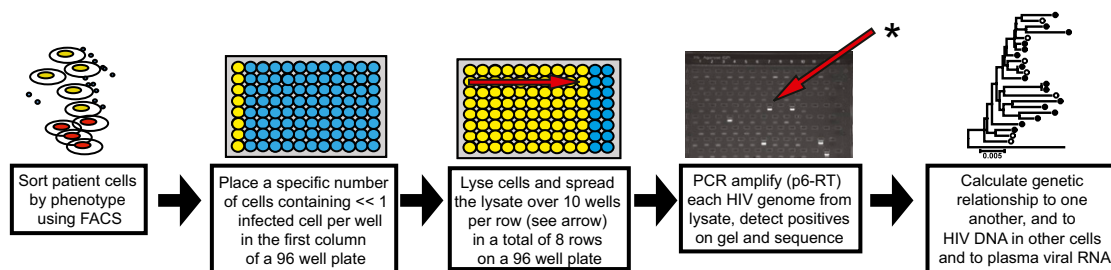 *
Sort patient cells
by phenotype
using FACS
Place a specific number
of cells containing << 1
infected cell per well
in the first column
of a 96 well plate
Lyse cells and spread
the lysate over 10 wells
per row (see arrow)
in a total of 8 rows
on a 96 well plate
PCR amplify (p6-RT)
each HIV genome from
lysate, detect positives
on gel and sequence
0.005
Calculate genetic
relationship to one
another, and to
HIV DNA in other cells
and to plasma viral RNA